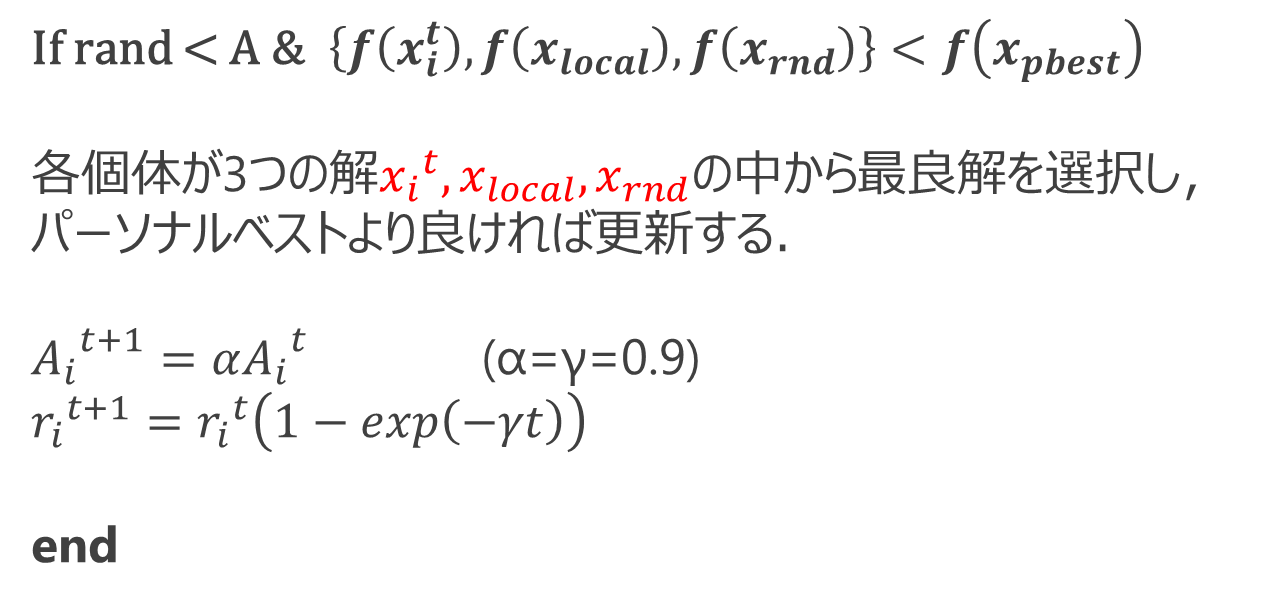 If rand < A & {f(x_i^t), f(x_local), f(x_rnd)} < f(x_pbest)
各個体が3つの解x_i^t, x_local, x_rndの中から最良解を選択し,
パーソナルベストより良ければ更新する.
A_i^{t+1} = αA_i^t (α=γ=0.9)
r_i^{t+1} = r_i^t(1 − exp(−γt))
end